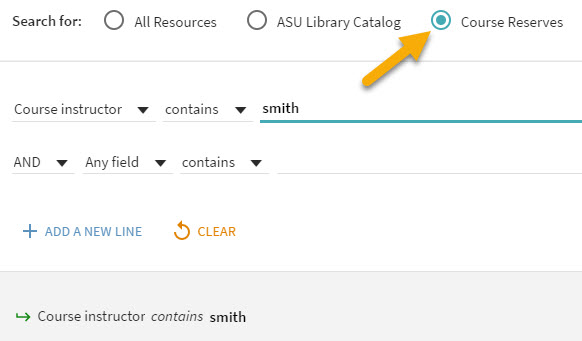 Search for: All Resources ASU Library Catalog Course Reserves
Course instructor contains smith
AND Any field contains
ADD A NEW LINE CLEAR
Course instructor contains smith